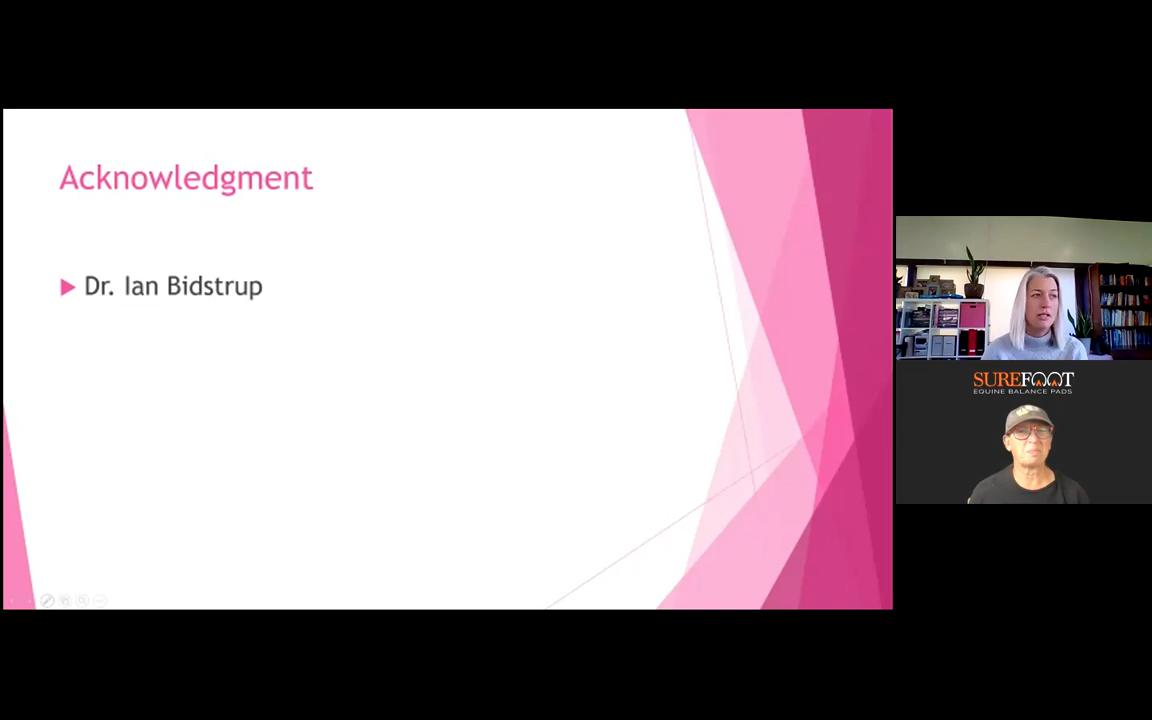 Acknowledgment
Dr. Ian Bidstrup
SUREFOOT
EQUINE BALANCE PADS